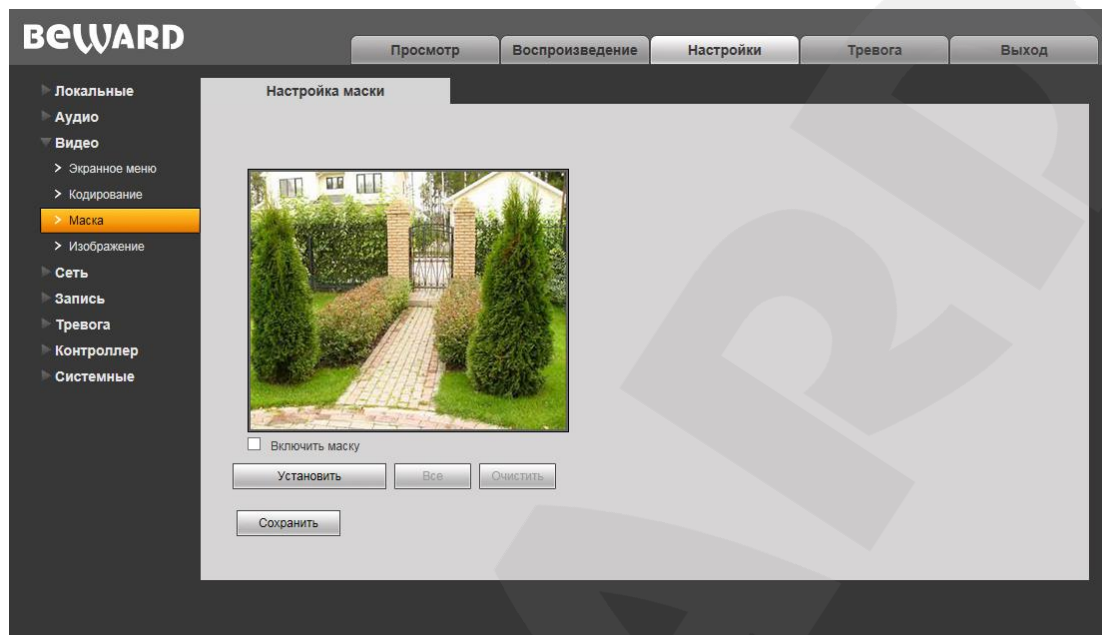 BEWARD
Просмотр
Воспроизведение
Настройки
Тревога
Выход
Локальные
Аудио
Видео
> Экранное меню
> Кодирование
> Маска
> Изображение
Сеть
Запись
Тревога
Контроллер
Системные
Настройка маски
Включить маску
Установить
Все
Очистить
Сохранить